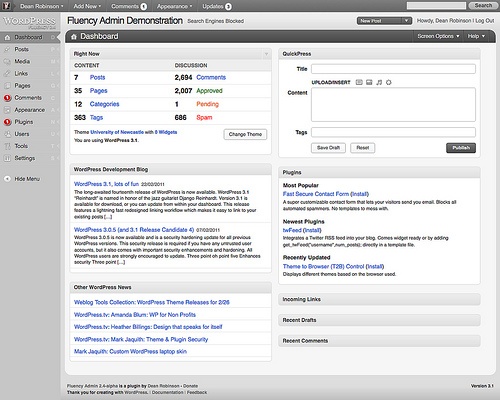 Dean Robinson
Add New
Comments 1
Appearance
Updates 3
Search
WORDPRESS
Fluency Admin Demonstration
Search Engines Blocked
New Post
Howdy, Dean Robinson | Log Out
Dashboard
Posts
Media
Links
Pages
Comments
Appearance
Plugins
Users
Tools
Settings
Hide Menu
Dashboard
Screen Options
Help
Right Now
CONTENT DISCUSSION
7 Posts 2,694 Comments
35 Pages 2,007 Approved
12 Categories 1 Pending
363 Tags 686 Spam
Theme University of Newcastle with 8 Widgets
Change Theme
You are using WordPress 3.1.
WordPress Development Blog
WordPress 3.1, lots of fun 22/02/2011
The long-awaited fourteenth release of WordPress is now available. WordPress 3.1
"Reinhardt" is named in honor of the jazz guitarist Django Reinhardt. Version 3.1 is
available for download, or you can update from within your dashboard. This release
features a lightning fast redesigned linking workflow which makes it easy to link to your
existing posts [...]
WordPress 3.0.5 (and 3.1 Release Candidate 4) 07/02/2011
WordPress 3.0.5 is now available and is a security hardening update for all previous
WordPress versions. This security release is required if you have any untrusted user
accounts, but it also comes with important security enhancements and hardening. All
WordPress users are strongly encouraged to update. Three point oh point five Enhances
security Three point [...]
Other WordPress News
Weblog Tools Collection: WordPress Theme Releases for 2/26
WordPress.tv: Amanda Blum: WP for Non Profits
WordPress.tv: Heather Billings: Design that speaks for itself
WordPress.tv: Mark Jaquith: Theme & Plugin Security
Mark Jaquith: Custom WordPress laptop skin
QuickPress
Title
UPLOAD/INSERT
Content
Tags
Save Draft
Reset
Publish
Plugins
Most Popular
Fast Secure Contact Form (Install)
A super customizable contact form that lets your visitors send you email. Blocks all
automated spammers. No templates to mess with.
Newest Plugins
twFeed (Install)
Integrates a Twitter RSS feed into your blog. Comes widget ready or by adding
get_twFeed("username",num_posts); directly in a template file.
Recently Updated
Theme to Browser (T2B) Control (Install)
Displays different themes based on the browser used.
Incoming Links
Recent Drafts
Recent Comments
Fluency Admin 2.4-alpha is a plugin by Dean Robinson - Donate
Thank you for creating with WordPress. | Documentation | Feedback
Version 3.1